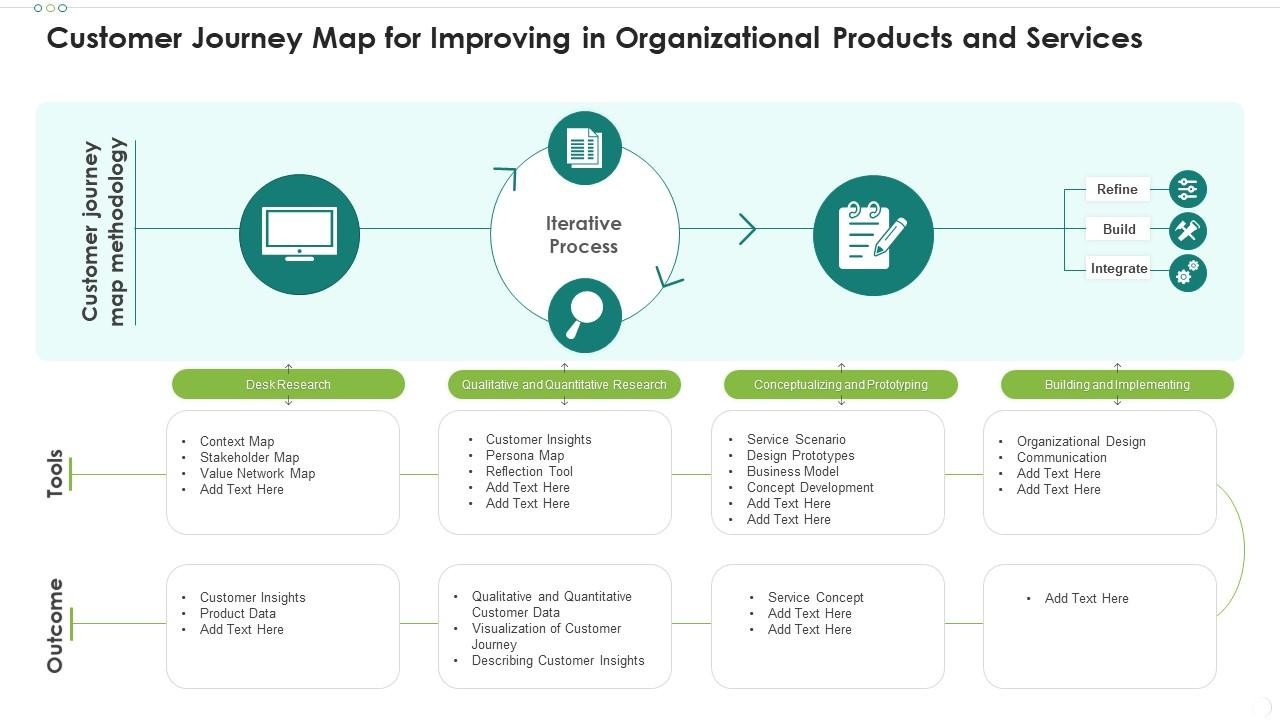 Customer Journey Map for Improving in Organizational Products and Services
Customer journey
map methodology
Iterative
Process
Refine
Build
Integrate
Desk Research
Qualitative and Quantitative Research
Conceptualizing and Prototyping
Building and Implementing
Tools
• Context Map
• Stakeholder Map
• Value Network Map
• Add Text Here
• Customer Insights
• Persona Map
• Reflection Tool
• Add Text Here
• Add Text Here
• Service Scenario
• Design Prototypes
• Business Model
• Concept Development
• Add Text Here
• Add Text Here
• Organizational Design
• Communication
• Add Text Here
• Add Text Here
Outcome
• Customer Insights
• Product Data
• Add Text Here
• Qualitative and Quantitative
Customer Data
• Visualization of Customer
Journey
• Describing Customer Insights
• Service Concept
• Add Text Here
• Add Text Here
• Add Text Here